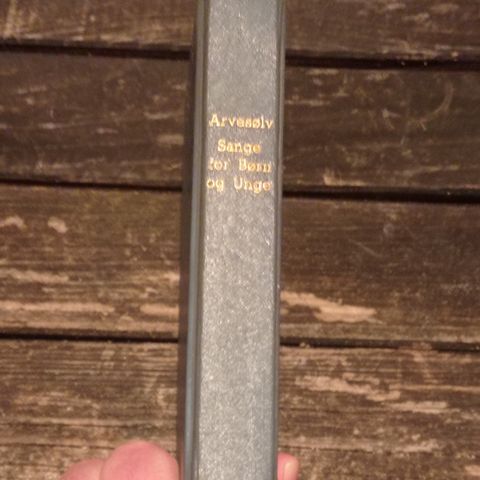 Arvesølv
Sange
for Børn
og Unge